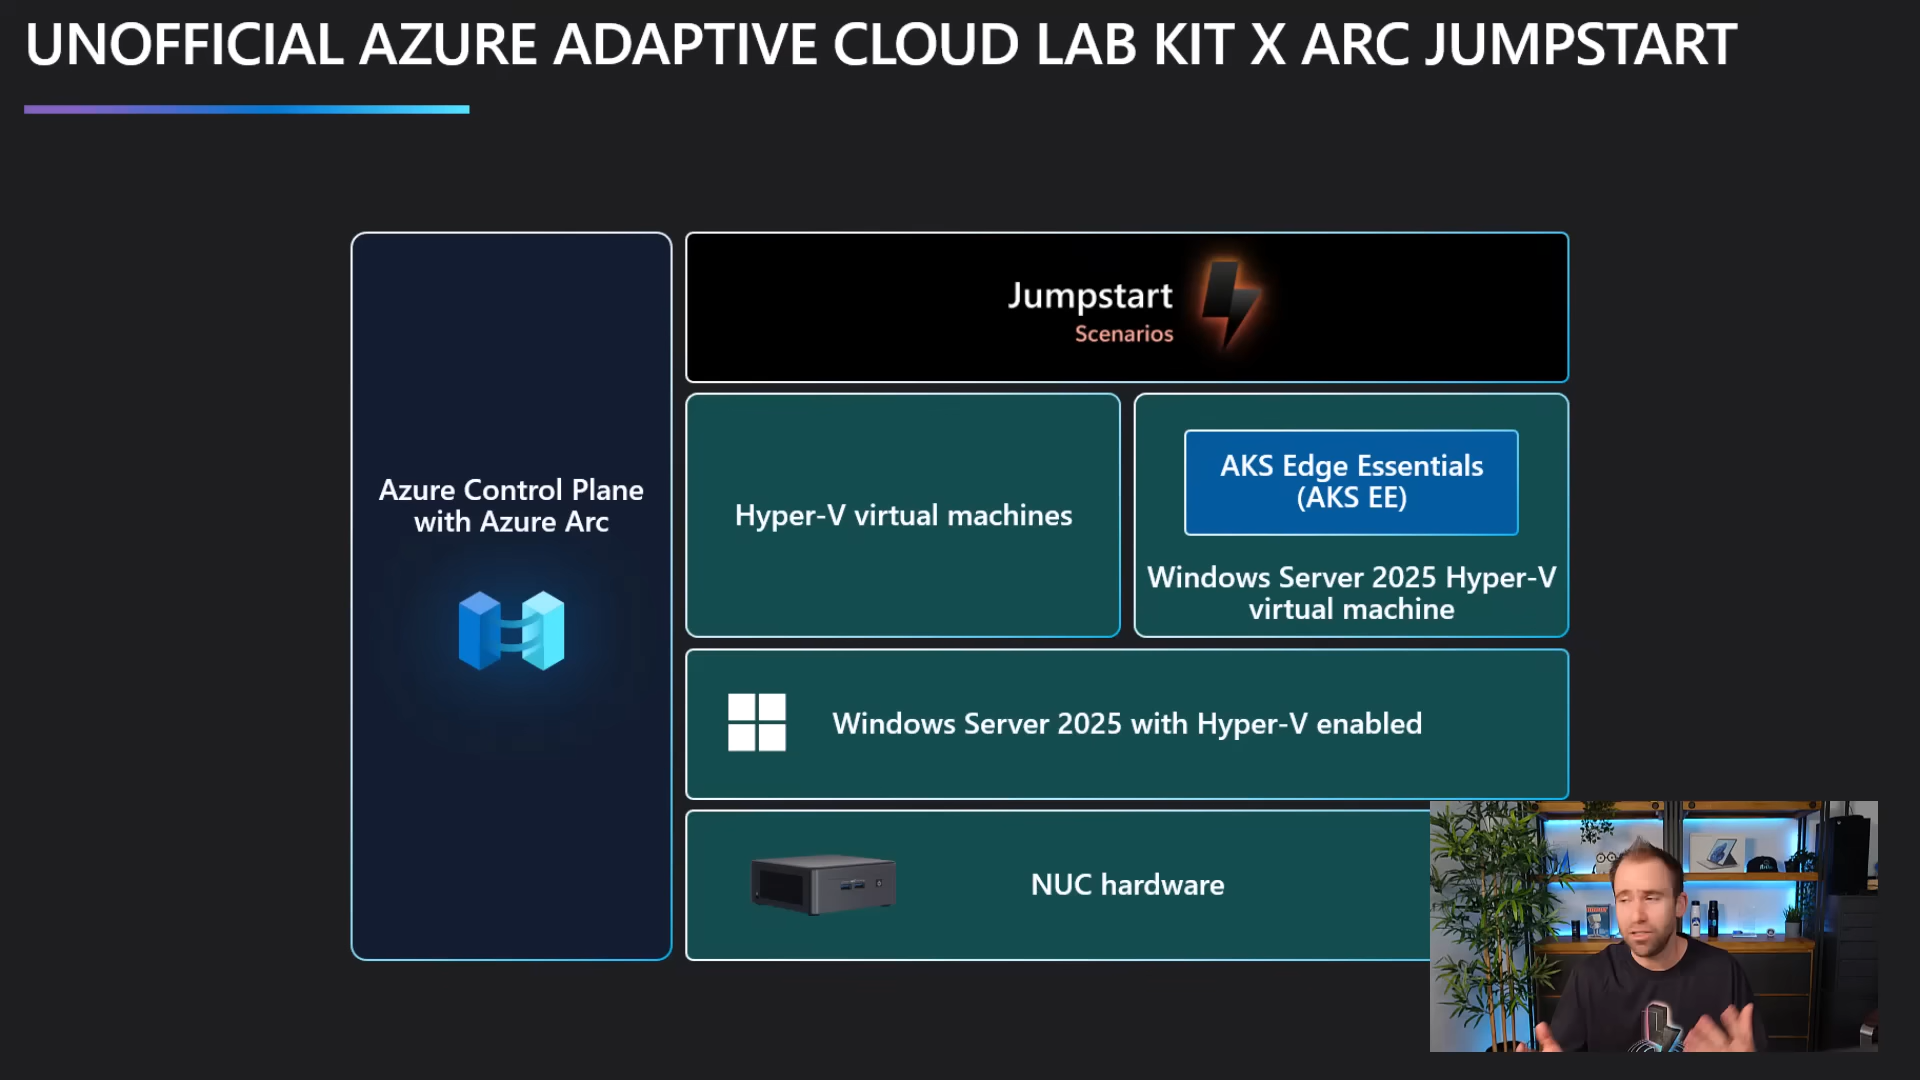 UNOFFICIAL AZURE ADAPTIVE CLOUD LAB KIT X ARC JUMPSTART
Azure Control Plane
with Azure Arc
Jumpstart
Scenarios
Hyper-V virtual machines
AKS Edge Essentials
(AKS EE)
Windows Server 2025 Hyper-V
virtual machine
Windows Server 2025 with Hyper-V enabled
NUC hardware